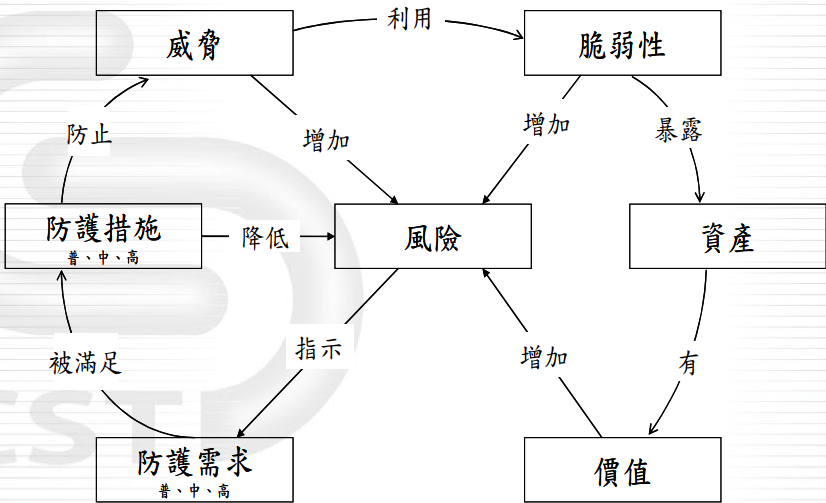 利用
威脅
脆弱性
防止
增加
增加
暴露
防護措施
普、中、高
降低
風險
資產
被滿足
指示
增加
有
防護需求
普、中、高
價值
CST